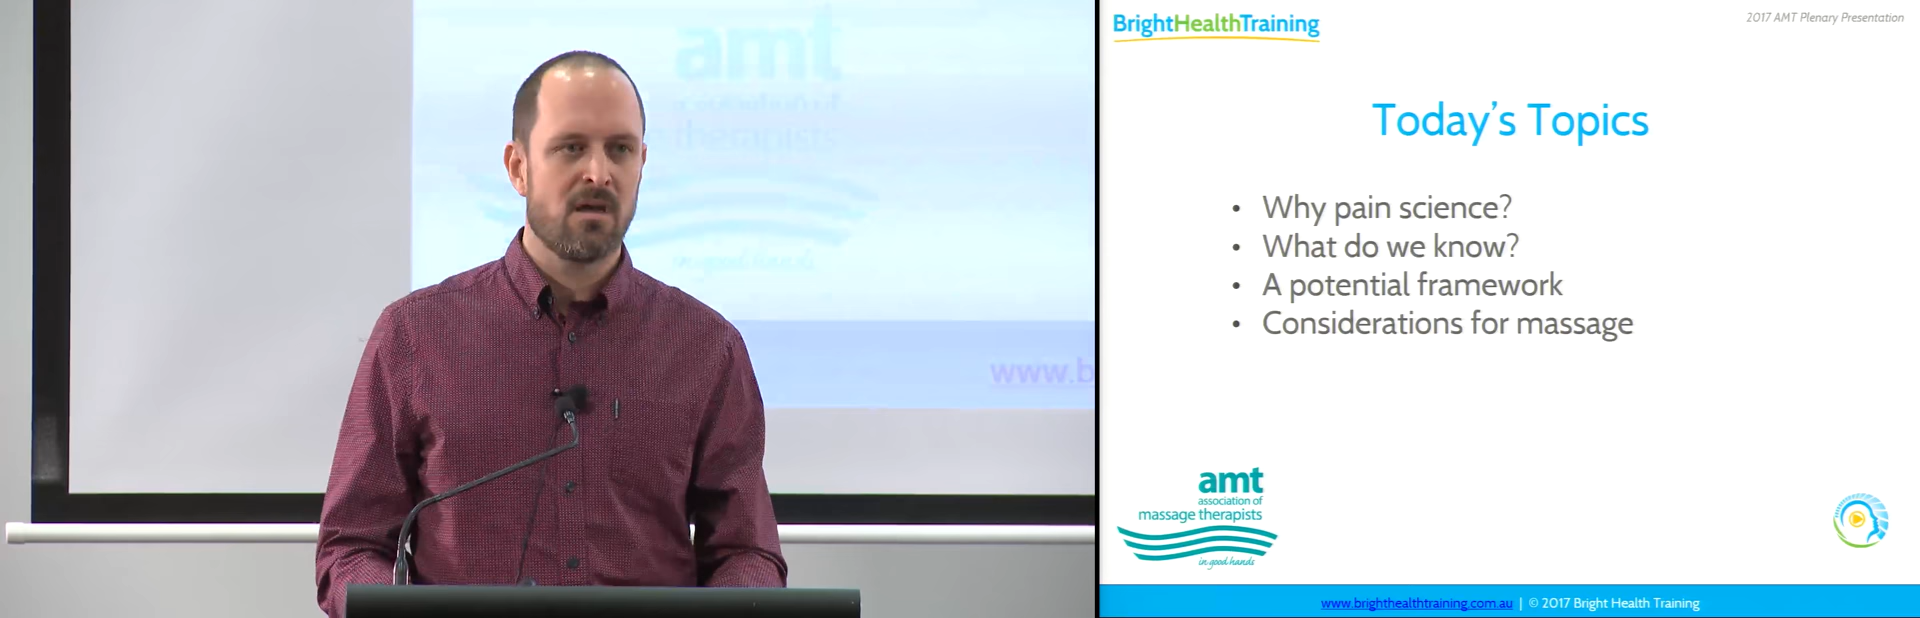 amt
therapists
www.b
BrightHealthTraining
2017 AMT Plenary Presentation
Today's Topics
• Why pain science?
• What do we know?
• A potential framework
• Considerations for massage
amt
association of
massage therapists
in good hands
www.brighthealthtraining.com.au | © 2017 Bright Health Training